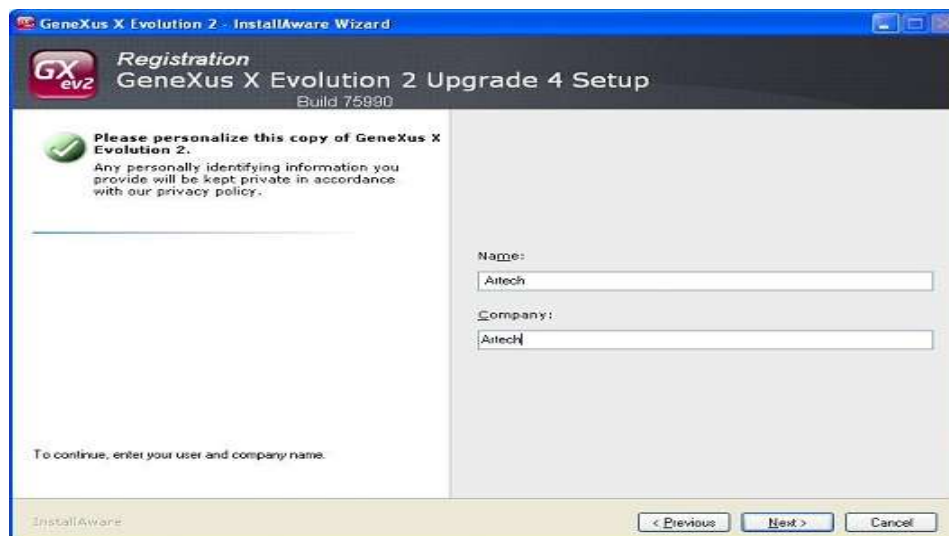 GeneXus X Evolution 2 - InstallAware Wizard
GX
ev2
Registration
GeneXus X Evolution 2 Upgrade 4 Setup
Build 75990
Please personalize this copy of GeneXus X
Evolution 2.
Any personally identifying information you
provide will be kept private in accordance
with our privacy policy.
Name:
Artech
Company:
Artech
To continue, enter your user and company name.
InstallAware
< Previous
Next >
Cancel